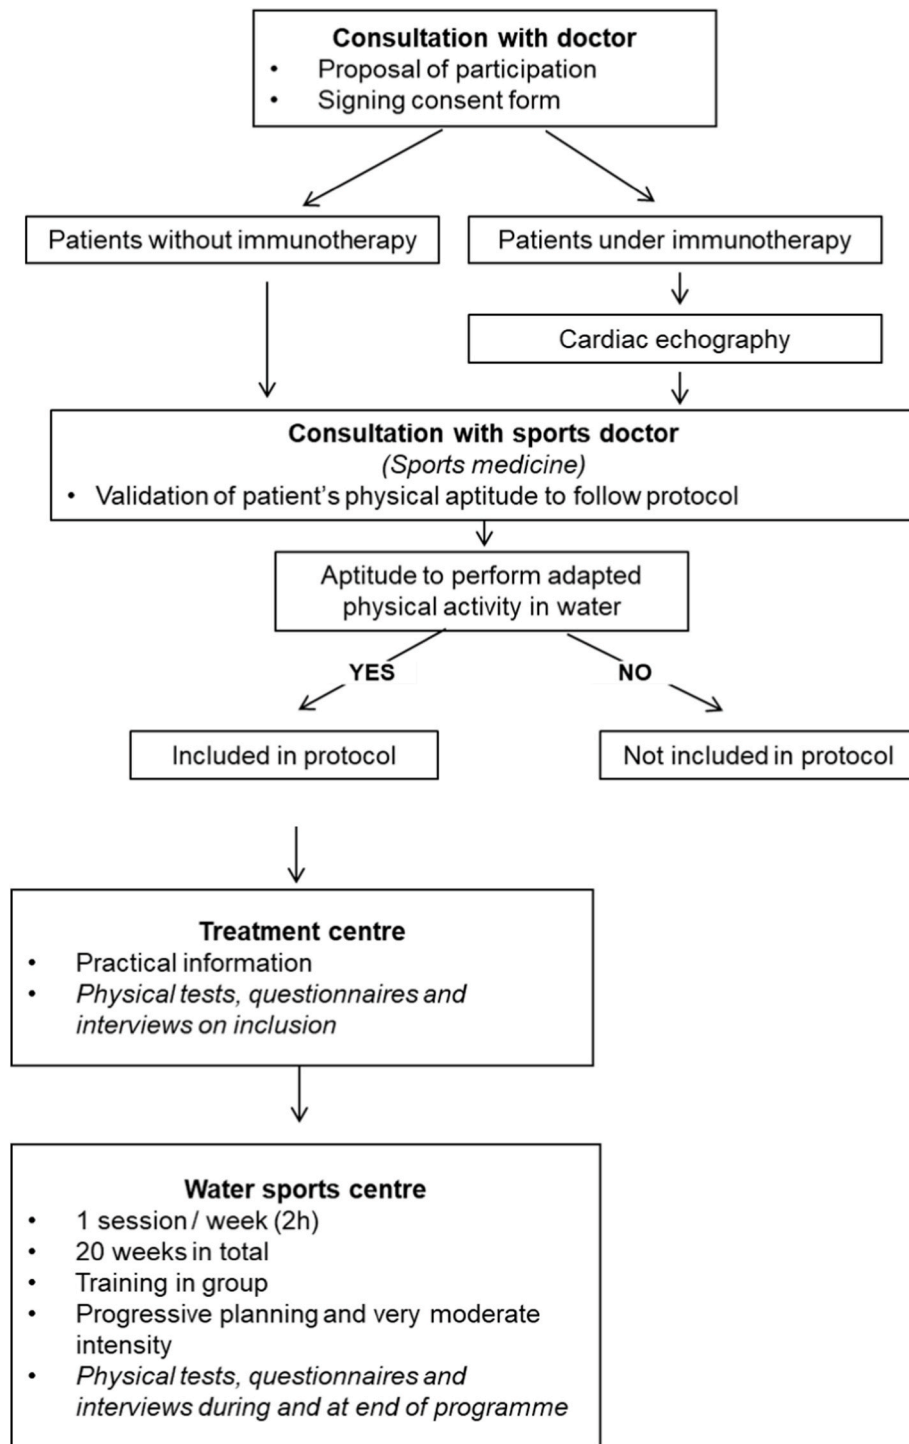 Consultation with doctor
• Proposal of participation
• Signing consent form
Patients without immunotherapy
Patients under immunotherapy
Cardiac echography
Consultation with sports doctor
(Sports medicine)
• Validation of patient's physical aptitude to follow protocol
Aptitude to perform adapted
physical activity in water
YES
NO
Included in protocol
Not included in protocol
Treatment centre
• Practical information
• Physical tests, questionnaires and
interviews on inclusion
Water sports centre
• 1 session / week (2h)
• 20 weeks in total
• Training in group
• Progressive planning and very moderate
intensity
• Physical tests, questionnaires and
interviews during and at end of programme